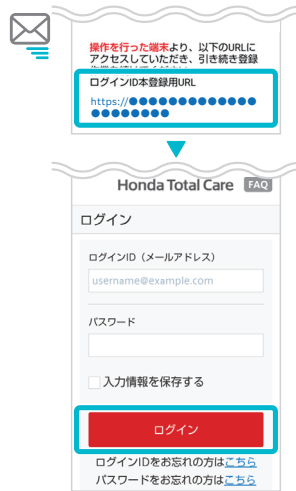 操作を行った端末より、以下のURLに
アクセスしていただき、引き続き登録
ログインID本登録用URL
https://●●●●●●●●●●●●
●●●●●●●●
Honda Total Care FAQ
ログイン
ログインID（メールアドレス）
username@example.com
パスワード
入力情報を保存する
ログイン
ログインIDをお忘れの方はこちら
パスワードをお忘れの方はこちら